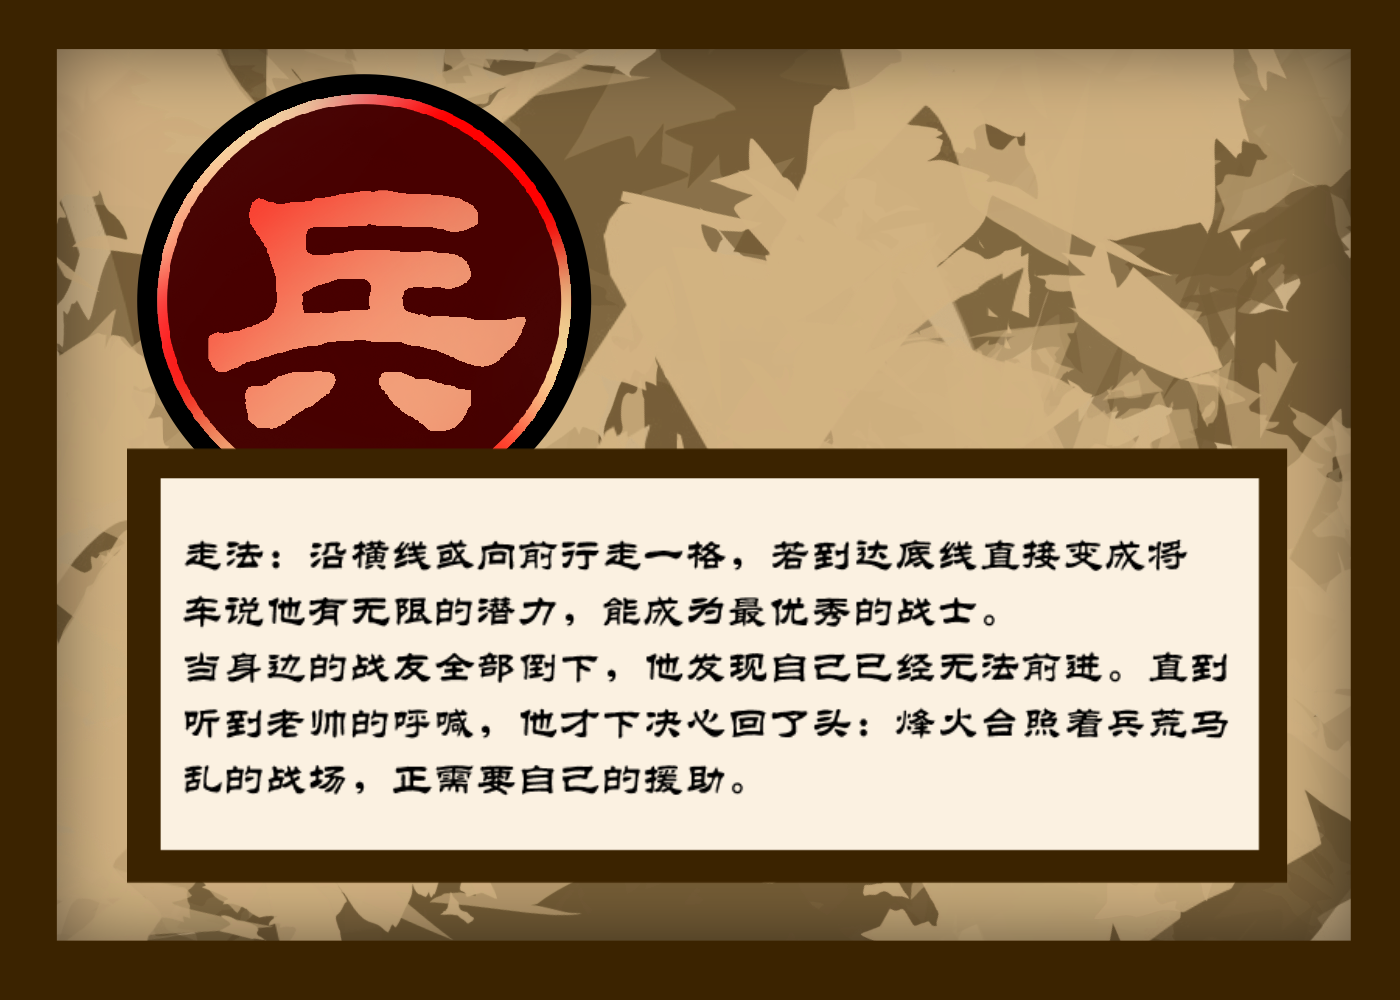 兵
走法：沿横线或向前行走一格，若到达底线直接变成将
车说他有无限的潜力，能成为最优秀的战士。
当身边的战友全部倒下，他发现自己已经无法前进。直到
听到老帅的呼喊，他才下决心回了头：烽火台照着兵荒马
乱的战场，正需要自己的援助。